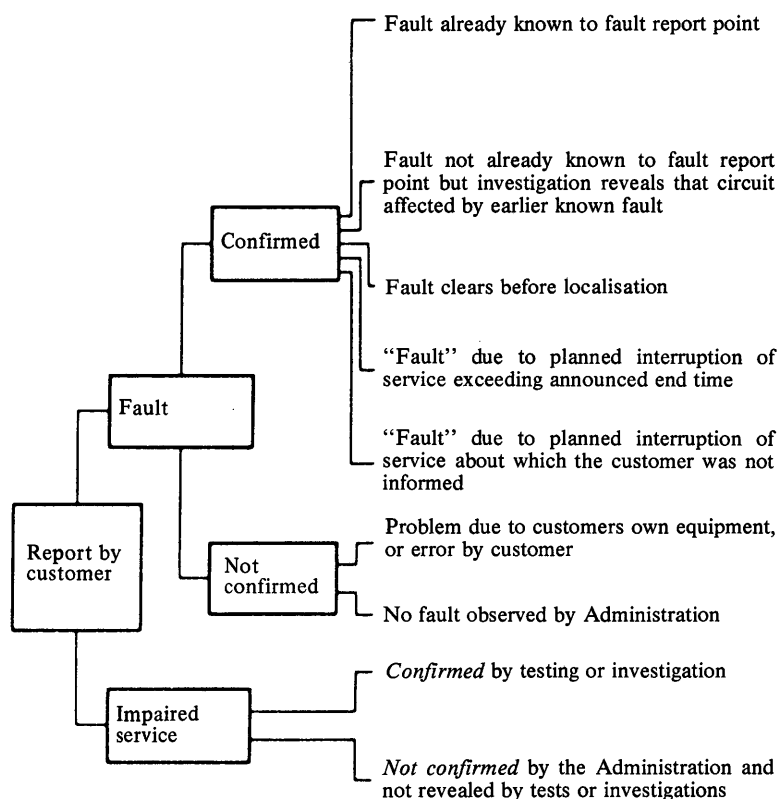 Fault already known to fault report point
Fault not already known to fault report
point but investigation reveals that circuit
affected by earlier known fault
Confirmed
Fault clears before localisation
“Fault” due to planned interruption of
service exceeding announced end time
Fault
“Fault” due to planned interruption of
service about which the customer was not
informed
Problem due to customers own equipment,
or error by customer
Report by
customer
Not
confirmed
No fault observed by Administration
Confirmed by testing or investigation
Impaired
service
Not confirmed by the Administration and
not revealed by tests or investigations